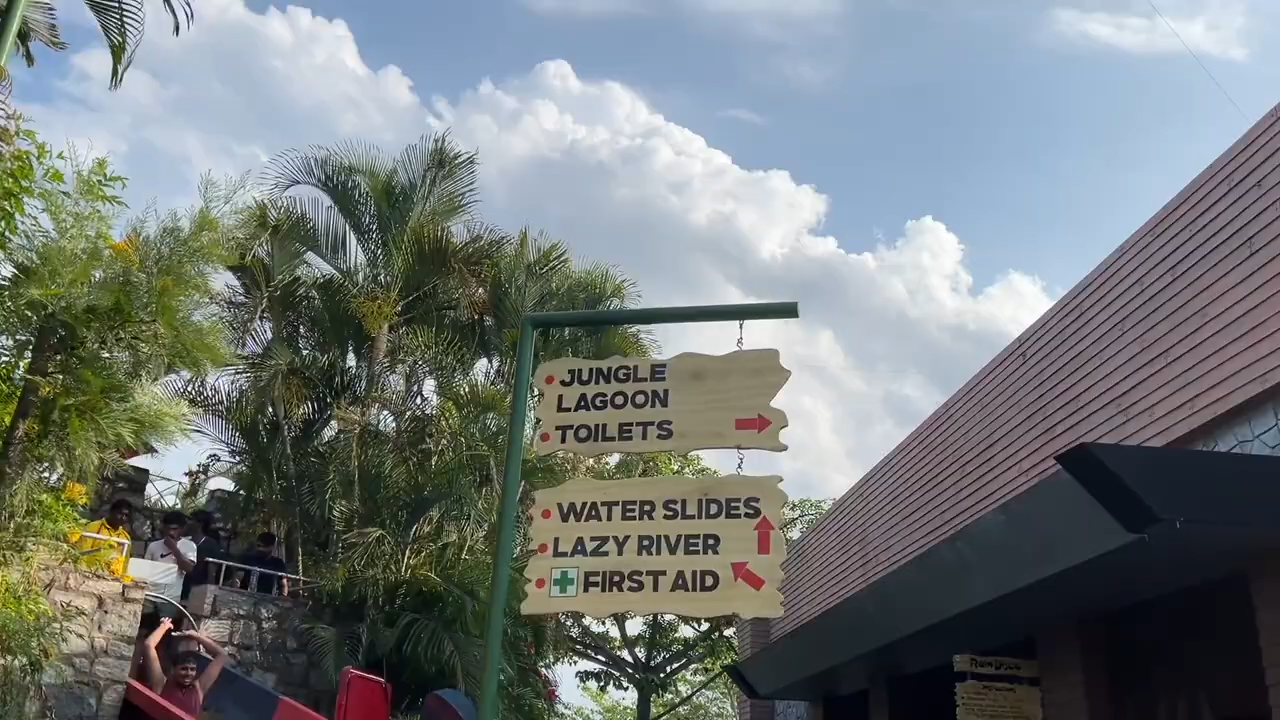 JUNGLE
LAGOON
TOILETS
WATER SLIDES
LAZY RIVER
FIRST AID